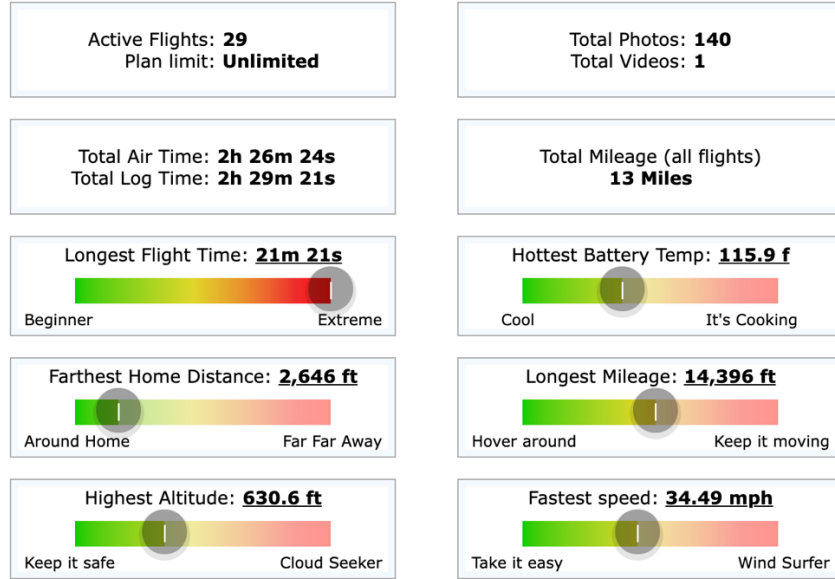 Active Flights: 29
Plan limit: Unlimited
Total Photos: 140
Total Videos: 1
Total Air Time: 2h 26m 24s
Total Log Time: 2h 29m 21s
Total Mileage (all flights)
13 Miles
Longest Flight Time: 21m 21s
Beginner Extreme
Hottest Battery Temp: 115.9 f
Cool It's Cooking
Farthest Home Distance: 2,646 ft
Around Home Far Far Away
Longest Mileage: 14,396 ft
Hover around Keep it moving
Highest Altitude: 630.6 ft
Keep it safe Cloud Seeker
Fastest speed: 34.49 mph
Take it easy Wind Surfer